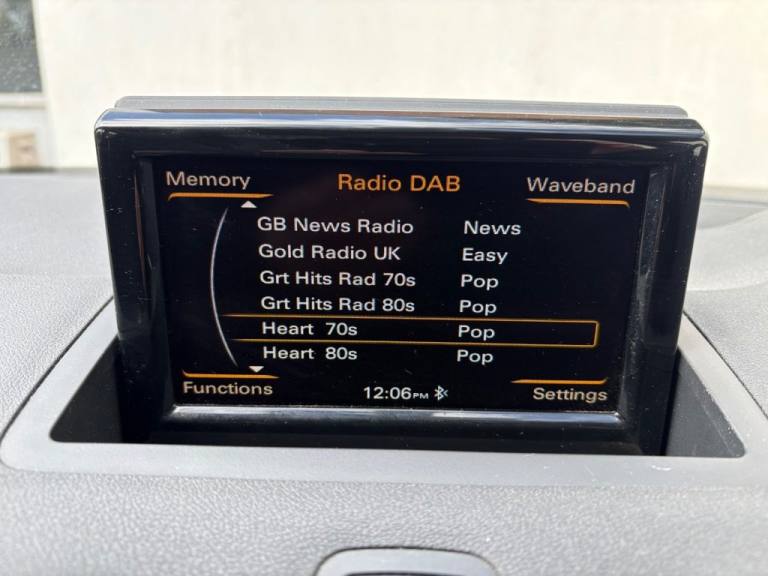 Memory Radio DAB Waveband
GB News Radio News
Gold Radio UK Easy
Grt Hits Rad 70s Pop
Grt Hits Rad 80s Pop
Heart 70s Pop
Heart 80s Pop
Functions 12:06PM Settings